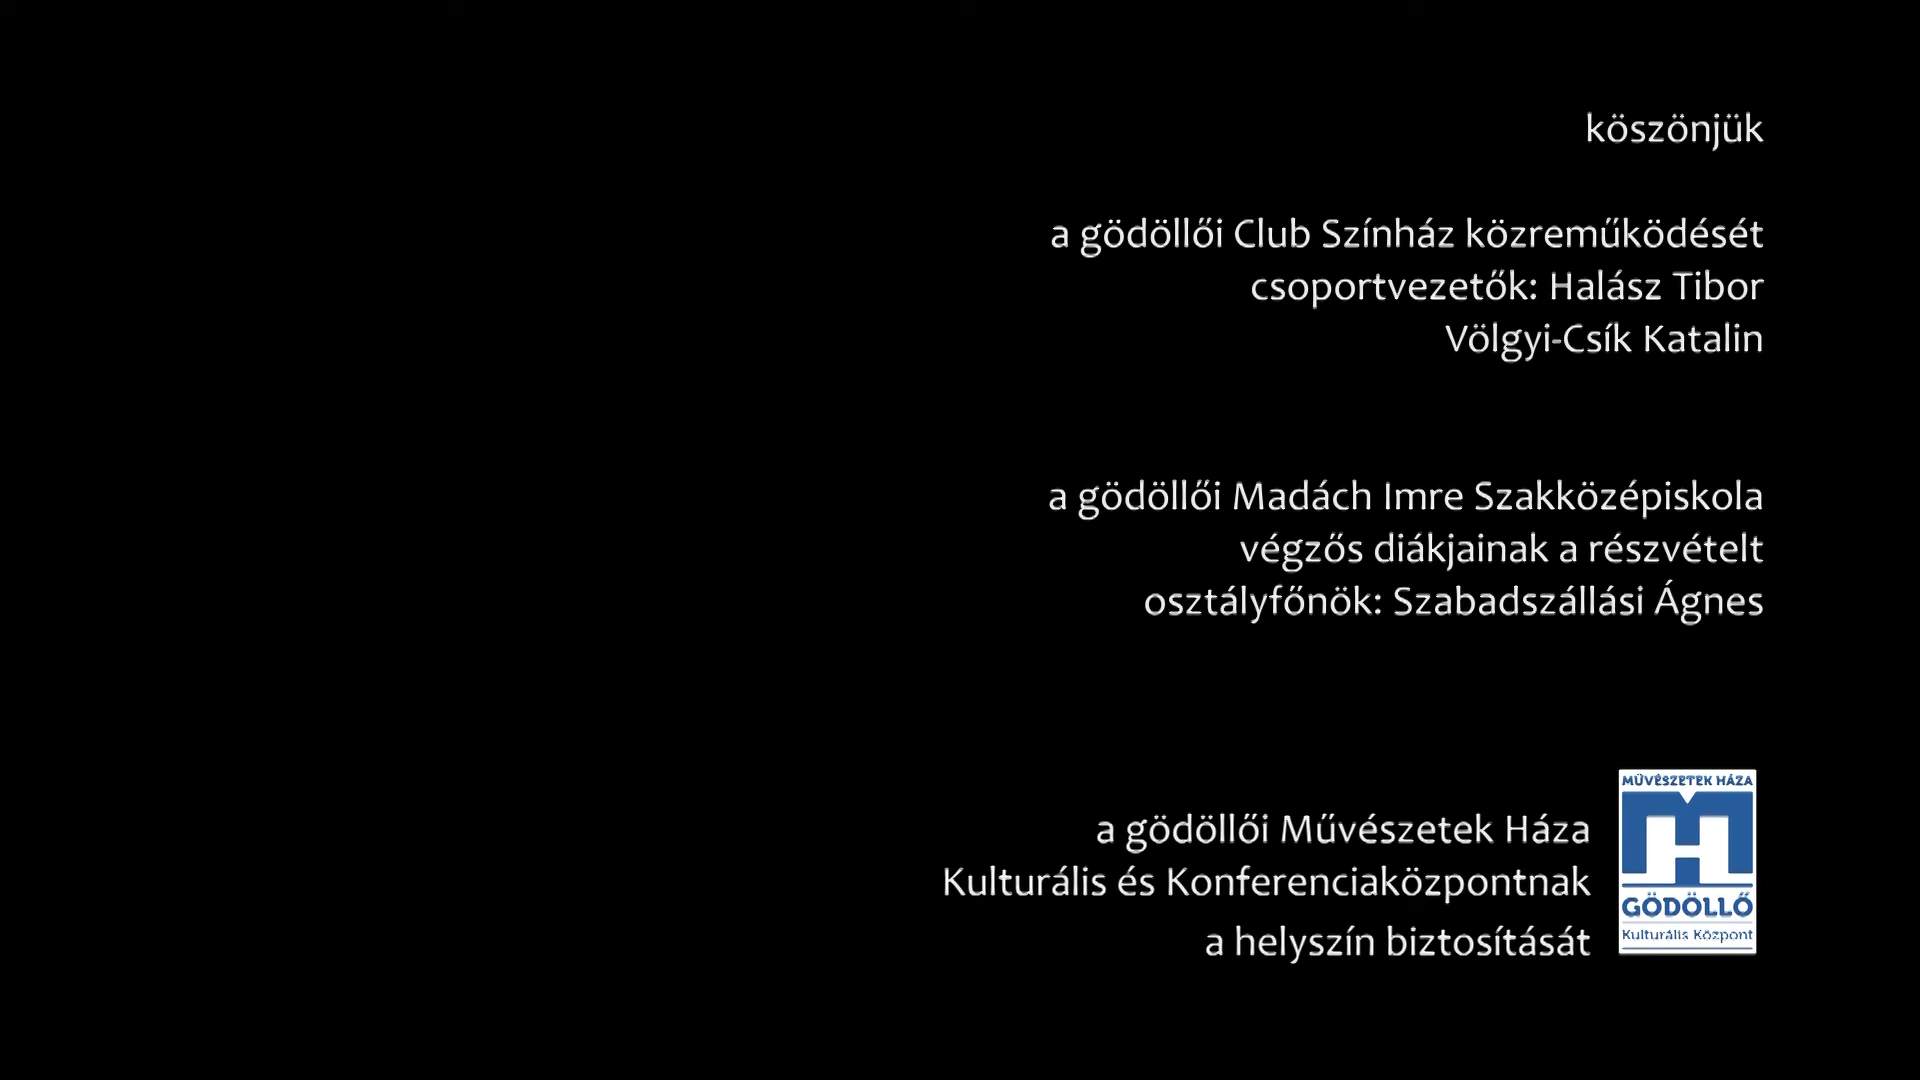 köszönjük
a gödöllői Club Színház közreműködését
csoportvezetők: Halász Tibor
Völgyi-Csík Katalin
a gödöllői Madách Imre Szakközépiskola
végzős diákjainak a részvételt
osztályfőnök: Szabadszállási Ágnes
a gödöllői Művészetek Háza
Kulturális és Konferenciaközpontnak
a helyszín biztosítását
MŰVÉSZETEK HÁZA
MH
GÖDÖLLŐ
Kulturális Központ